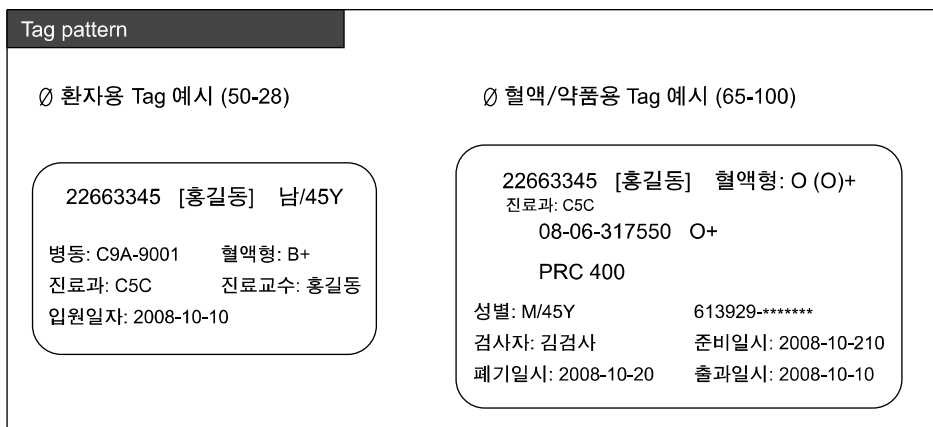 Tag pattern
Ø 환자용 Tag 예시 (50-28)
22663345 [홍길동] 남/45Y
병동: C9A-9001 혈액형: B+
진료과: C5C 진료교수: 홍길동
입원일자: 2008-10-10
Ø 혈액/약품용 Tag 예시 (65-100)
22663345 [홍길동] 혈액형: O (O)+
진료과: C5C
08-06-317550 O+
PRC 400
성별: M/45Y 613929-*******
검사자: 김검사 준비일시: 2008-10-210
폐기일시: 2008-10-20 출과일시: 2008-10-10